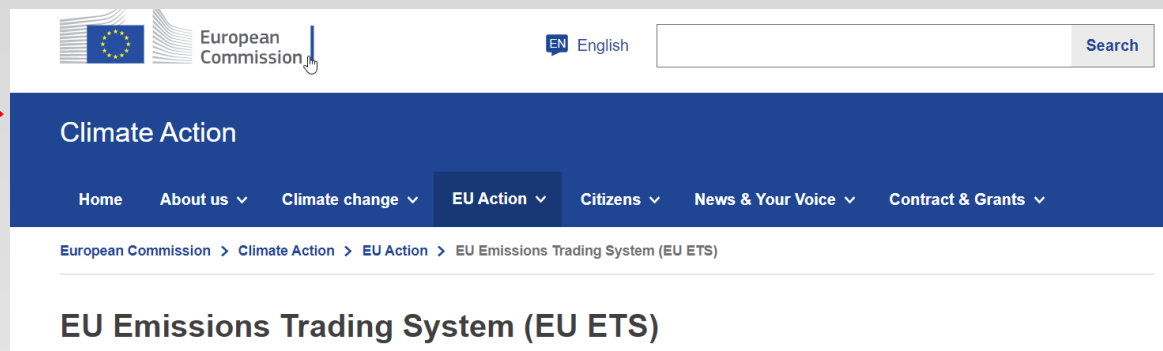 European
Commission
EN English
Search
Climate Action
Home About us Climate change EU Action Citizens News & Your Voice Contract & Grants
European Commission > Climate Action > EU Action > EU Emissions Trading System (EU ETS)
EU Emissions Trading System (EU ETS)